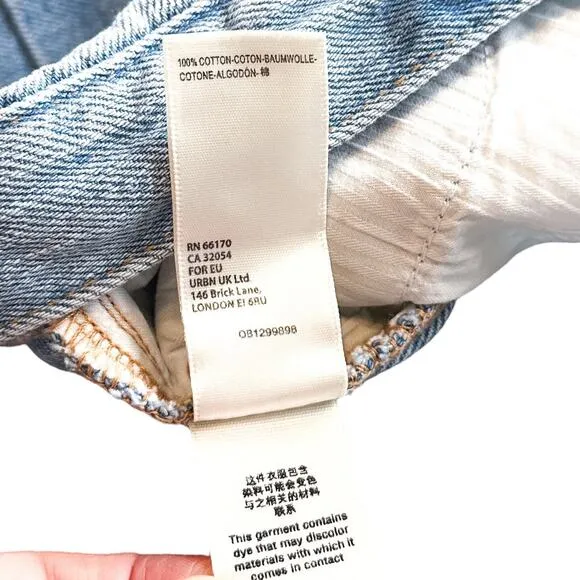 100% COTTON-COTON-BAUMWOLLE-
COTONE-ALGODÓN-棉
RN 66170
CA 32054
FOR EU
URBN UK Ltd
146 Brick Lane,
LONDON E1 6RU
OB1299898
这件衣服包含
染料可能会变色
与之相关的材料
联系
This garment contains
dye that may discolor
materials with which it
comes in contact